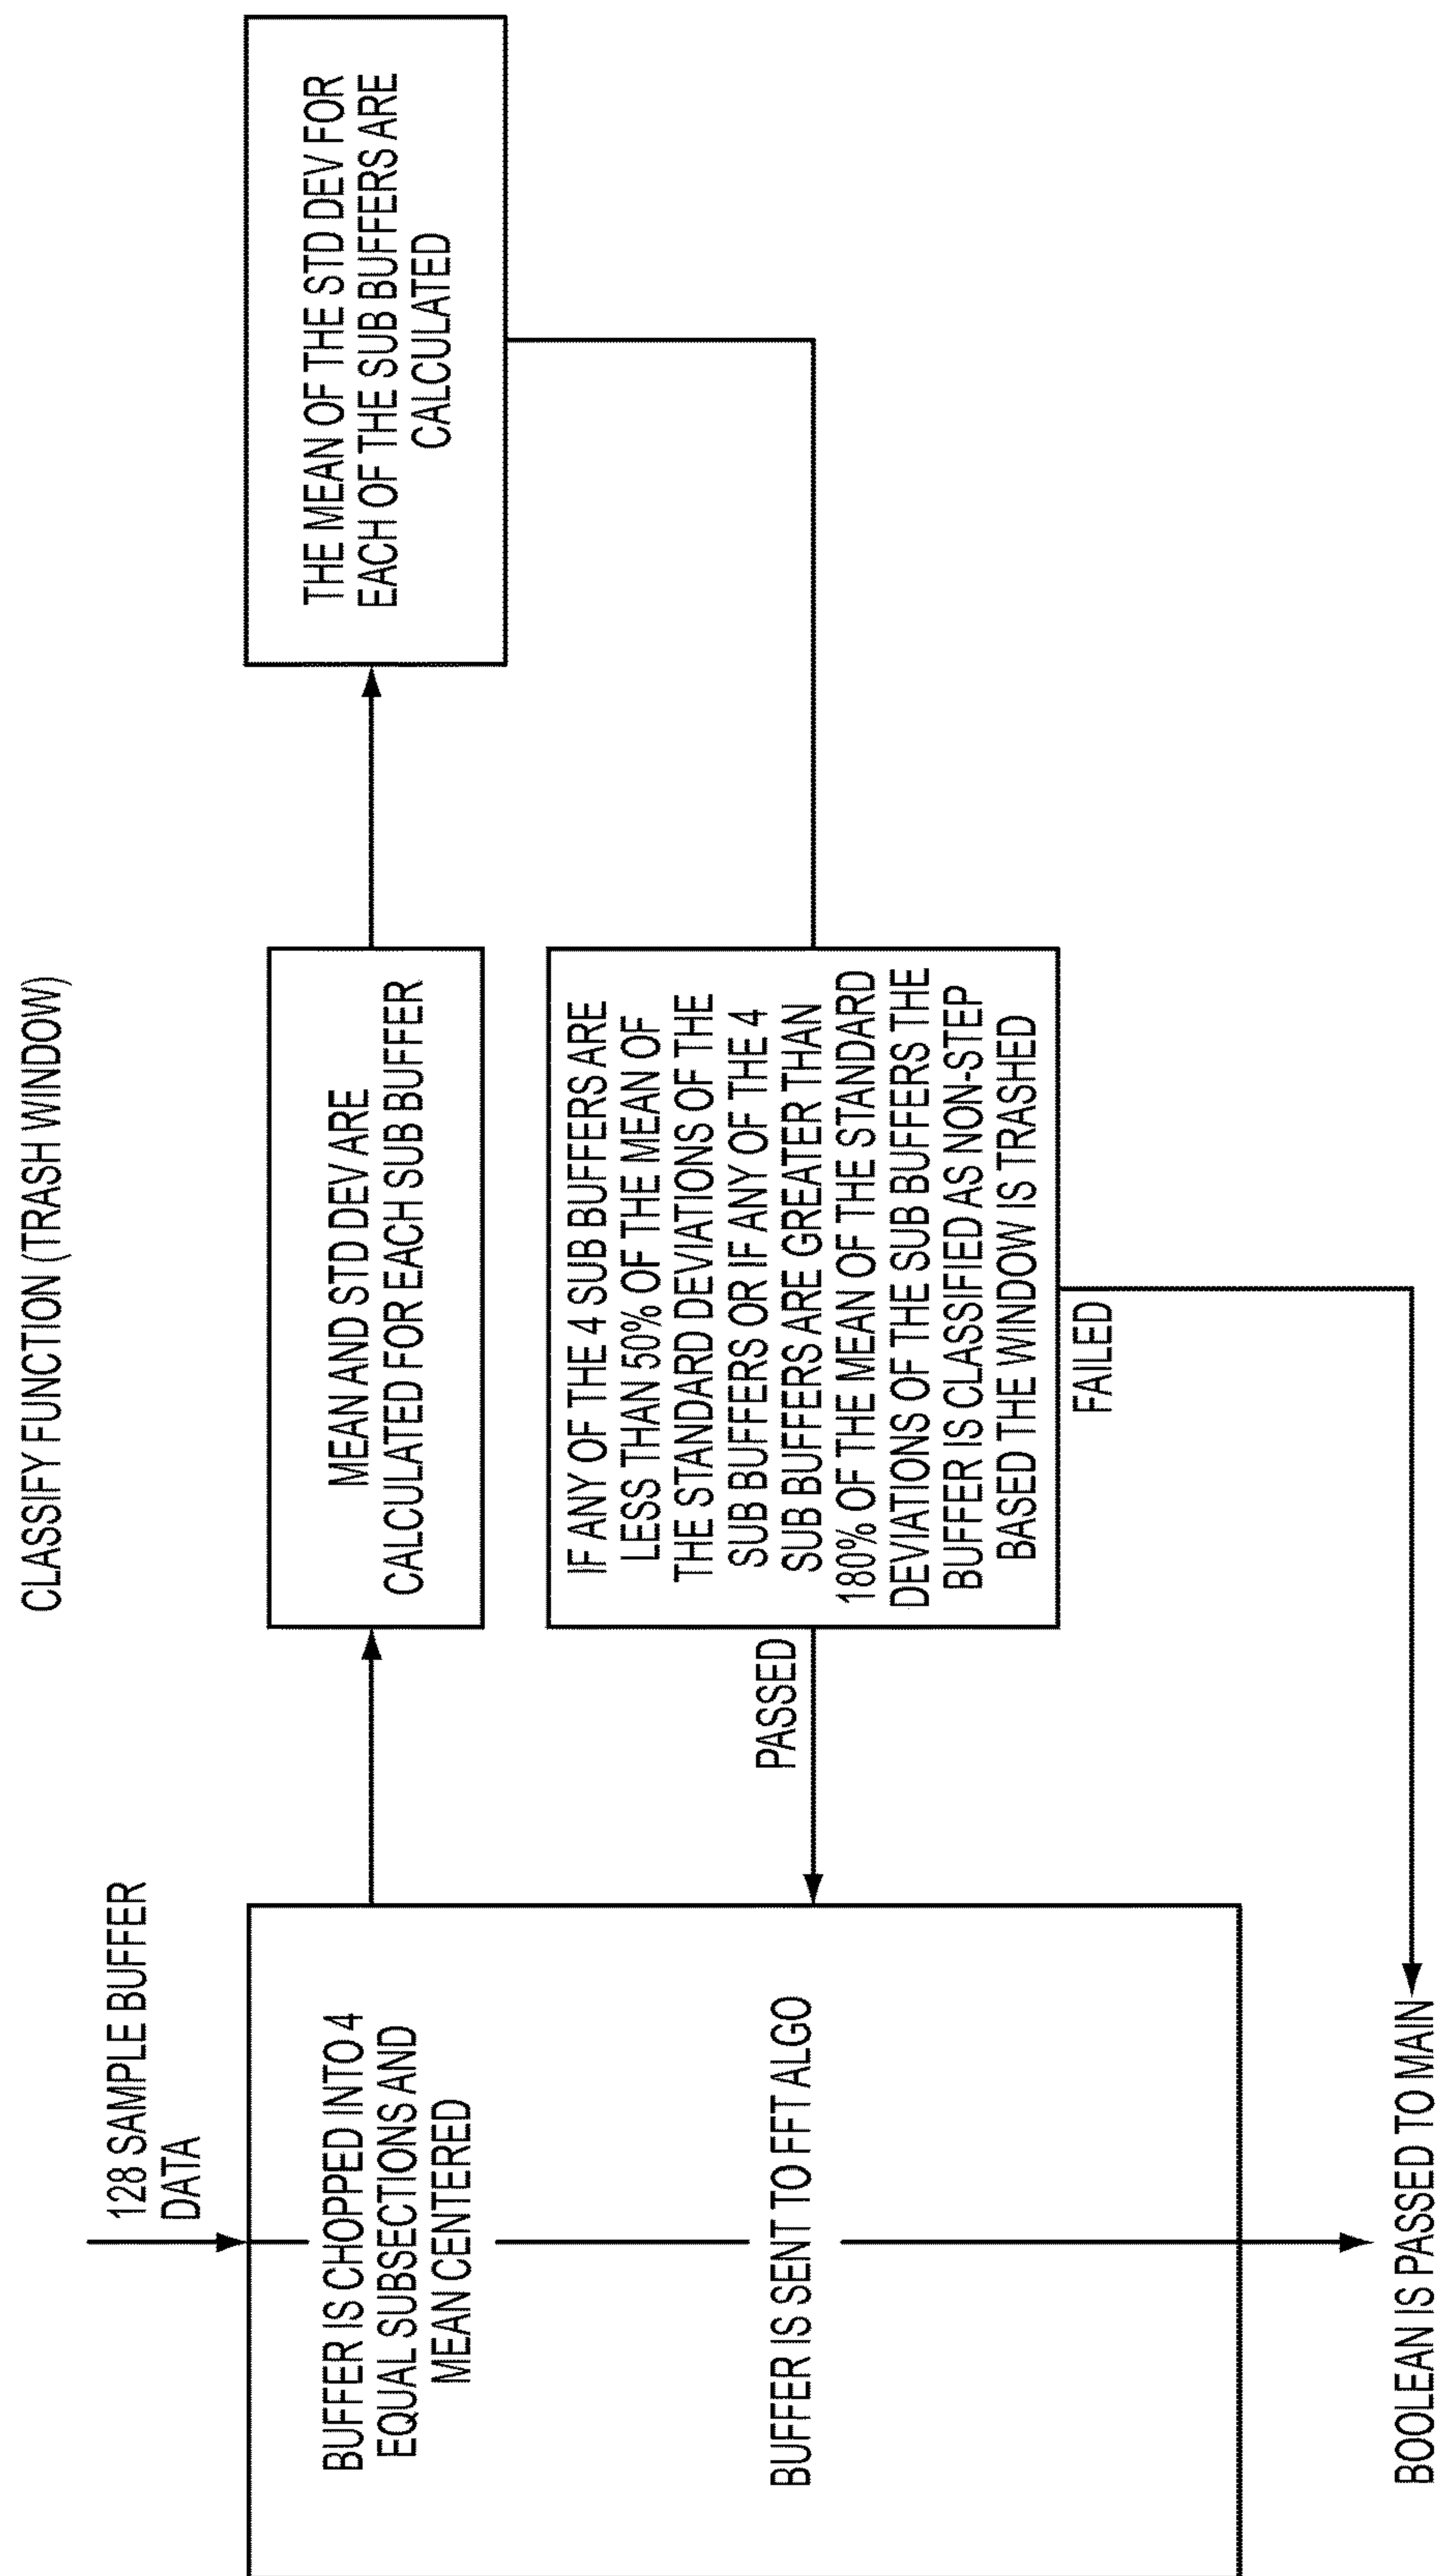 CLASSIFY FUNCTION (TRASH WINDOW)
128 SAMPLE BUFFER
DATA
BUFFER IS CHOPPED INTO 4
EQUAL SUBSECTIONS AND
MEAN CENTERED
MEAN AND STD DEV ARE
CALCULATED FOR EACH SUB BUFFER
THE MEAN OF THE STD DEV FOR
EACH OF THE SUB BUFFERS ARE
CALCULATED
IF ANY OF THE 4 SUB BUFFERS ARE
LESS THAN 50% OF THE MEAN OF
THE STANDARD DEVIATIONS OF THE
SUB BUFFERS OR IF ANY OF THE 4
SUB BUFFERS ARE GREATER THAN
180% OF THE MEAN OF THE STANDARD
DEVIATIONS OF THE SUB BUFFERS THE
BUFFER IS CLASSIFIED AS NON-STEP
BASED THE WINDOW IS TRASHED
PASSED
BUFFER IS SENT TO FFT ALGO
FAILED
BOOLEAN IS PASSED TO MAIN